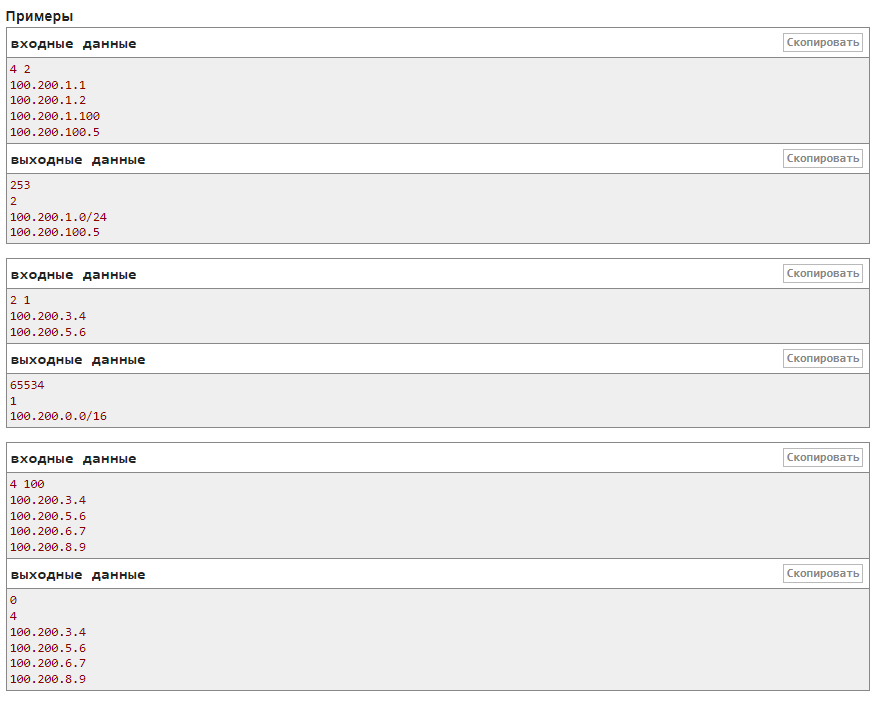 Примеры
входные данные
Скопировать
4 2
100.200.1.1
100.200.1.2
100.200.1.100
100.200.100.5
выходные данные
Скопировать
253
2
100.200.1.0/24
100.200.100.5
входные данные
Скопировать
2 1
100.200.3.4
100.200.5.6
выходные данные
Скопировать
65534
1
100.200.0.0/16
входные данные
Скопировать
4 100
100.200.3.4
100.200.5.6
100.200.6.7
100.200.8.9
выходные данные
Скопировать
0
4
100.200.3.4
100.200.5.6
100.200.6.7
100.200.8.9